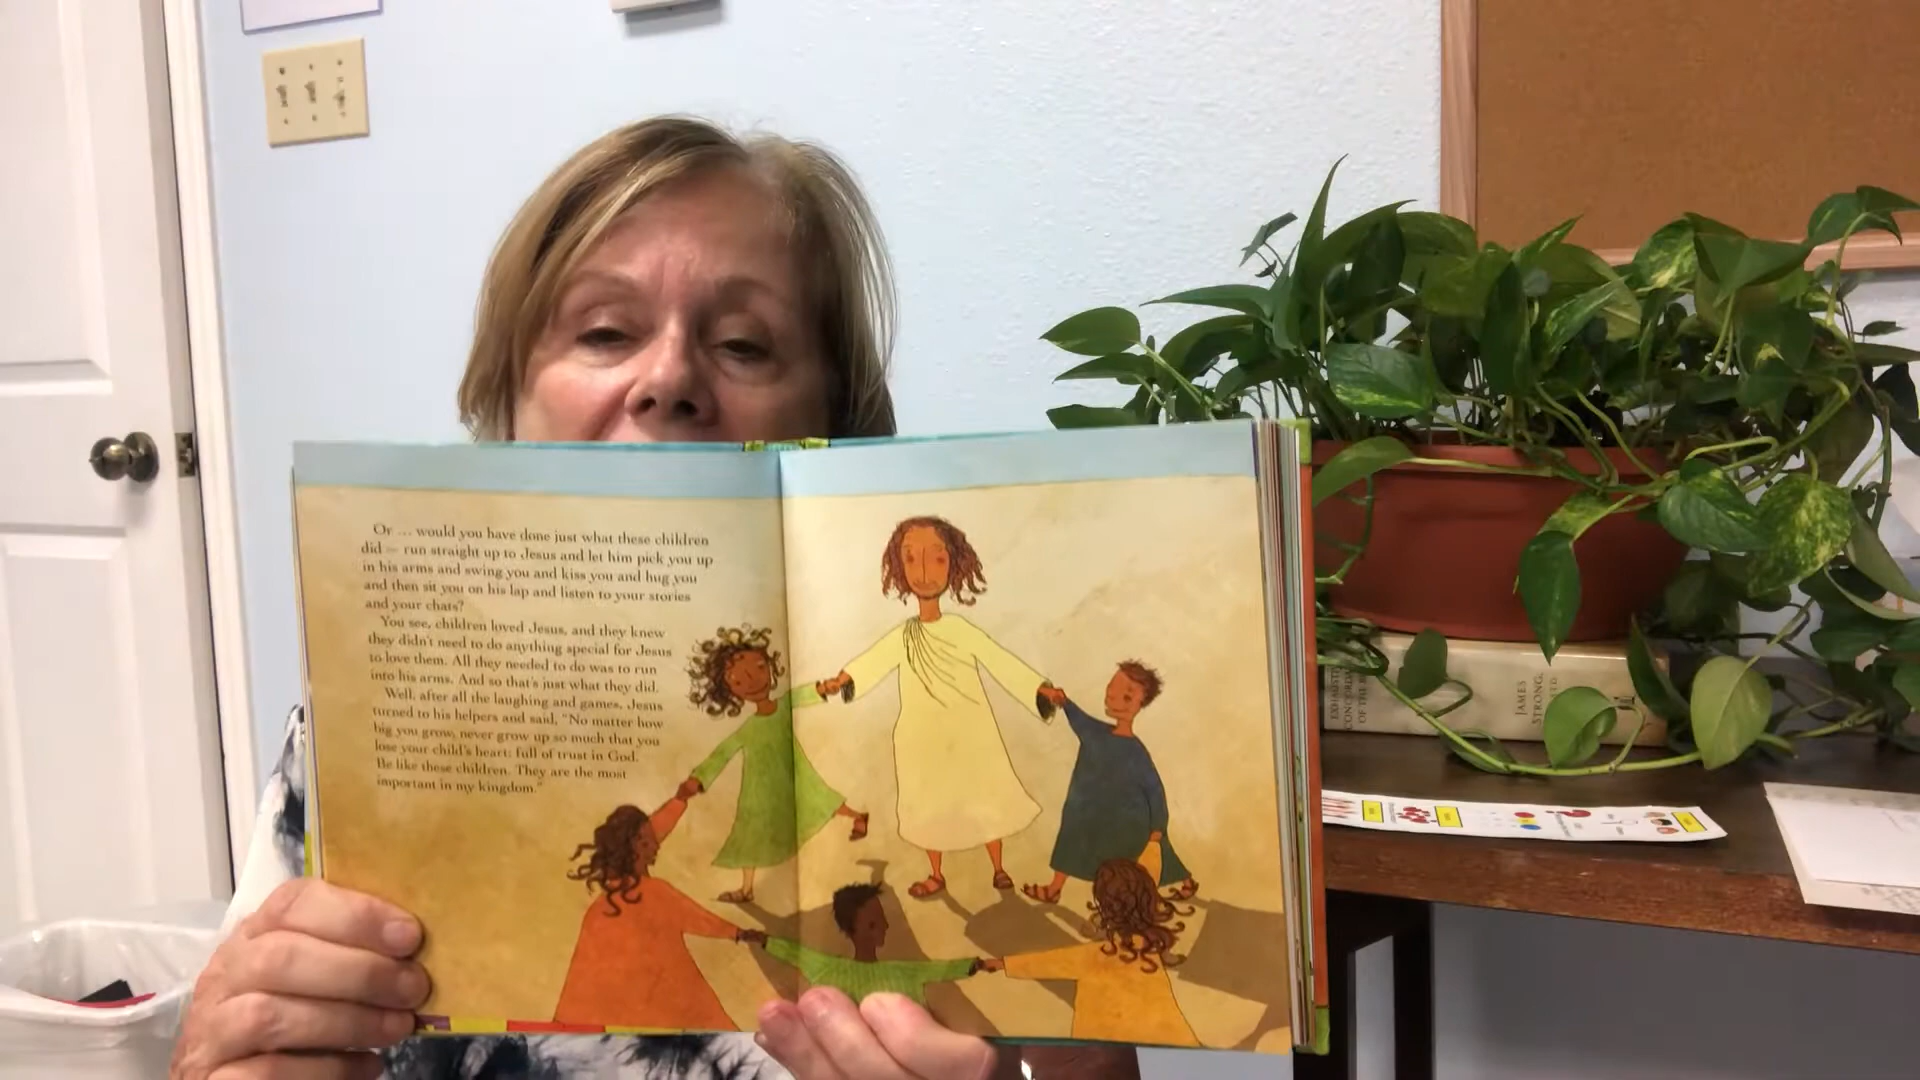 Or ... would you have done just what these children
did — run straight up to Jesus and let him pick you up
in his arms and swing you and kiss you and hug you
and then sit you on his lap and listen to your stories
and your chats?
You see, children loved Jesus, and they knew
they didn't need to do anything special for Jesus
to love them. All they needed to do was to run
into his arms. And so that's just what they did.
Well, after all the laughing and games, Jesus
turned to his helpers and said, "No matter how
big you grow, never grow up so much that you
lose your child's heart: full of trust in God.
Be like these children. They are the most
important in my kingdom."
CONCORDANCE
OF THE
JAMES
STRONG,